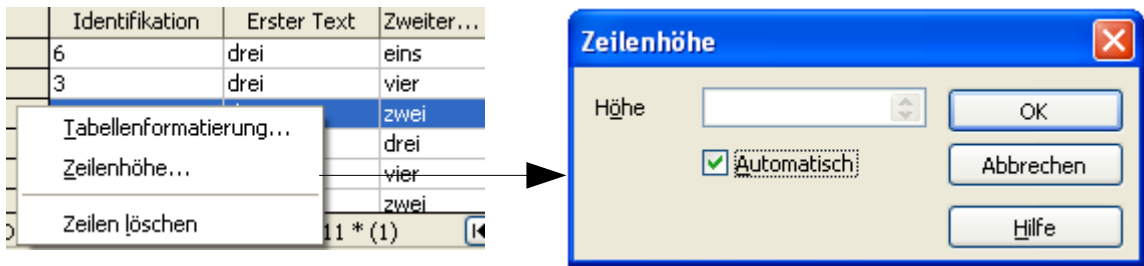 Identifikation Erster Text Zweiter...
6 drei eins
3 drei vier
zwei
drei
vier
zwei
11 * (1)
Tabellenformatierung...
Zeilenhöhe...
Zeilen löschen
Zeilenhöhe
Höhe
Automatisch
OK
Abbrechen
Hilfe